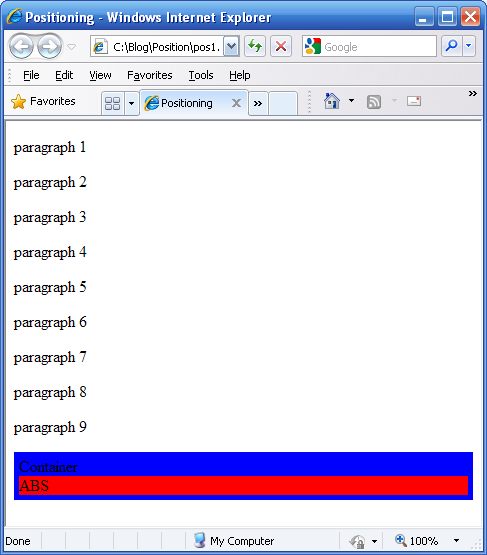 Positioning - Windows Internet Explorer
C:\Blog\Position\pos1.
Google
File Edit View Favorites Tools Help
Favorites
Positioning
»
»
paragraph 1
paragraph 2
paragraph 3
paragraph 4
paragraph 5
paragraph 6
paragraph 7
paragraph 8
paragraph 9
Container
ABS
Done My Computer 100%